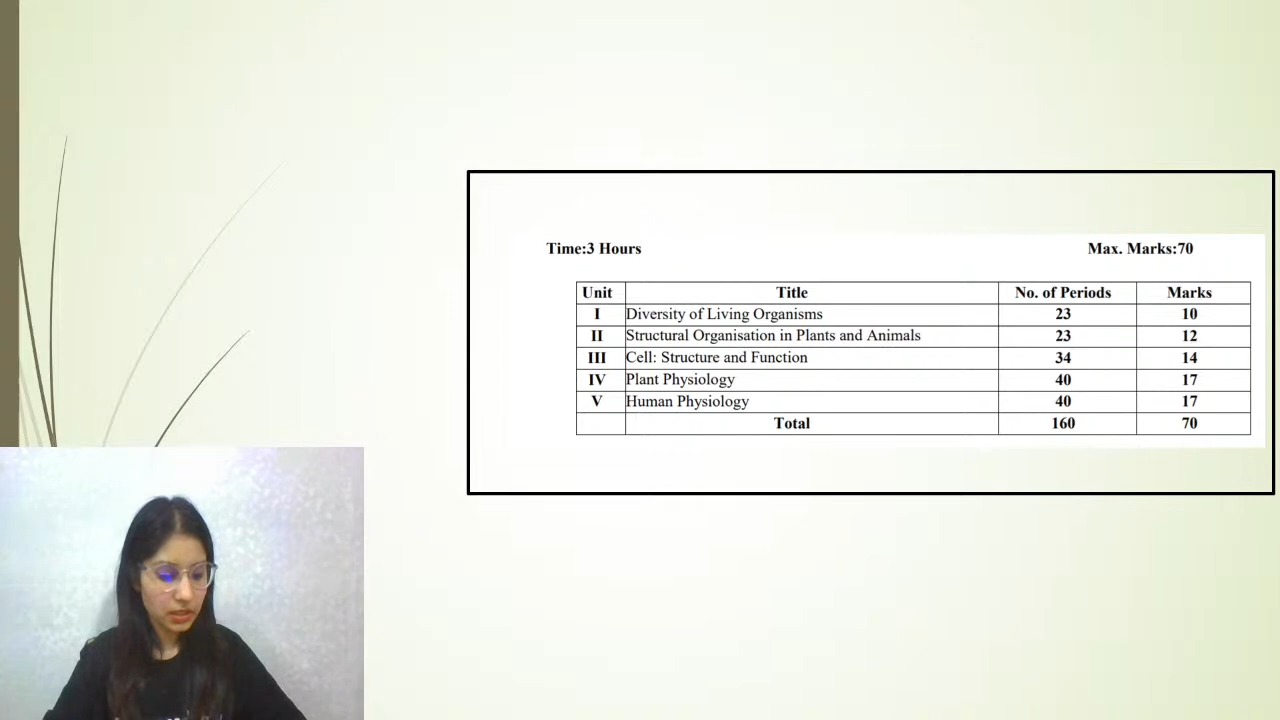 Time:3 Hours Max. Marks:70
Unit Title No. of Periods Marks
I Diversity of Living Organisms 23 10
II Structural Organisation in Plants and Animals 23 12
III Cell: Structure and Function 34 14
IV Plant Physiology 40 17
V Human Physiology 40 17
Total 160 70